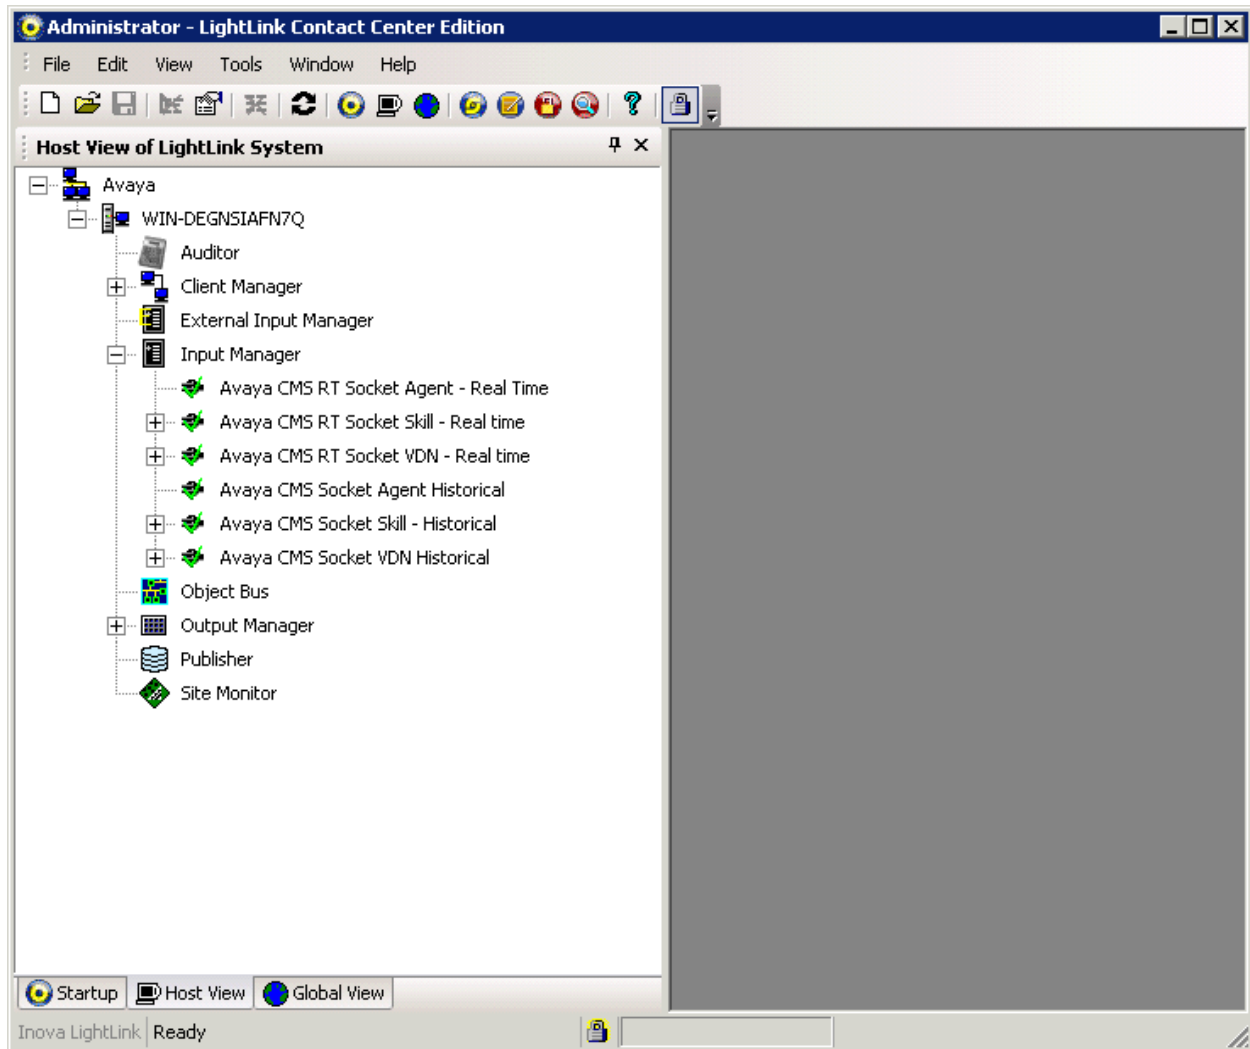 Administrator - LightLink Contact Center Edition
File Edit View Tools Window Help
Host View of LightLink System
Avaya
WIN-DEGNSIAFN7Q
Auditor
Client Manager
External Input Manager
Input Manager
Avaya CMS RT Socket Agent - Real Time
Avaya CMS RT Socket Skill - Real time
Avaya CMS RT Socket VDN - Real time
Avaya CMS Socket Agent Historical
Avaya CMS Socket Skill - Historical
Avaya CMS Socket VDN Historical
Object Bus
Output Manager
Publisher
Site Monitor
Startup Host View Global View
Inova LightLink Ready